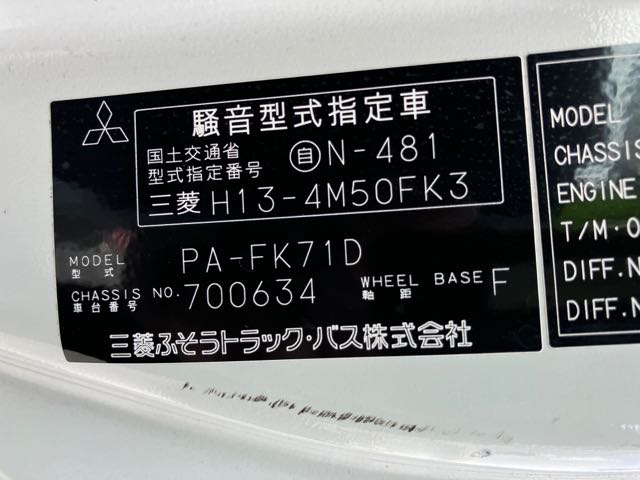 騒音型式指定車
国土交通省
型式指定番号 自N-481
三菱 H13-4M50FK3
MODEL
型式 PA-FK71D
CHASSIS NO.
車台番号 700634
WHEEL BASE
軸距 F
三菱ふそうトラック・バス株式会社
MODEL
CHASSIS
ENGINE
T/M・O
DIFF.N
DIFF.N